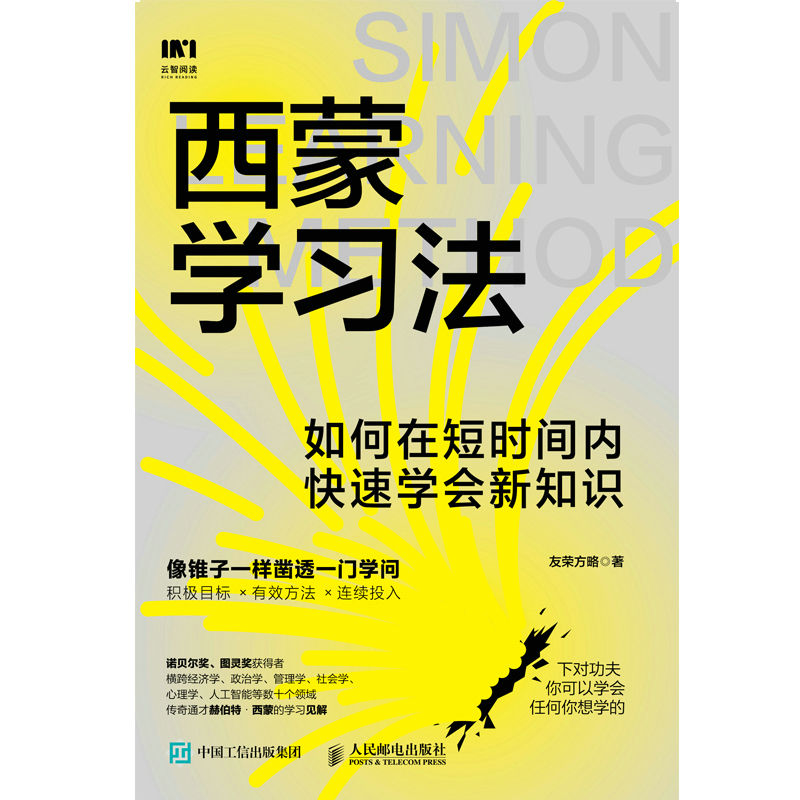 SIMON
LEARNING
METHOD
云智阅读
RICH READING
西蒙
学习法
如何在短时间内
快速学会新知识
友荣方略◎著
像锥子一样凿透一门学问
积极目标 × 有效方法 × 连续投入
诺贝尔奖、图灵奖获得者
横跨经济学、政治学、管理学、社会学、
心理学、人工智能等数十个领域
传奇通才赫伯特·西蒙的学习见解
下对功夫
你可以学会
任何你想学的
中国工信出版集团
人民邮电出版社
POSTS & TELECOM PRESS